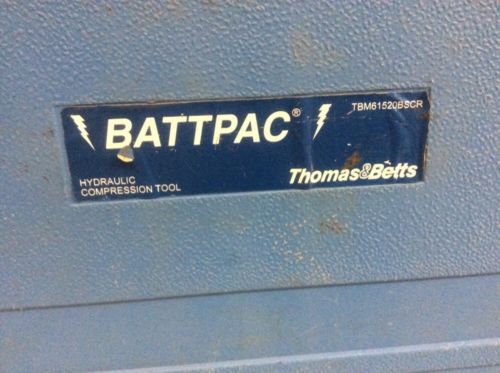 BATTPAC®
TBM61520BSCR
HYDRAULIC
COMPRESSION TOOL
Thomas&Betts